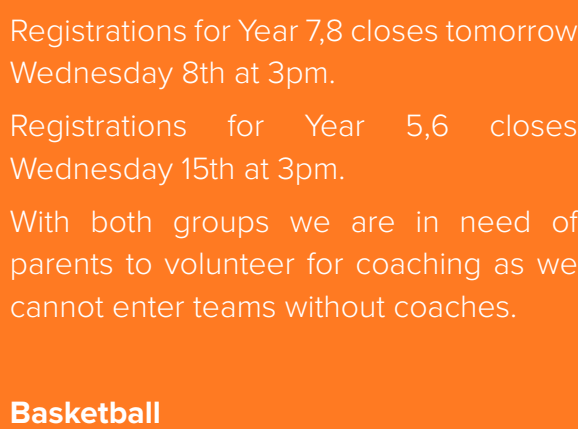 Registrations for Year 7,8 closes tomorrow
Wednesday 8th at 3pm.
Registrations for Year 5,6 closes
Wednesday 15th at 3pm.
With both groups we are in need of
parents to volunteer for coaching as we
cannot enter teams without coaches.
Basketball